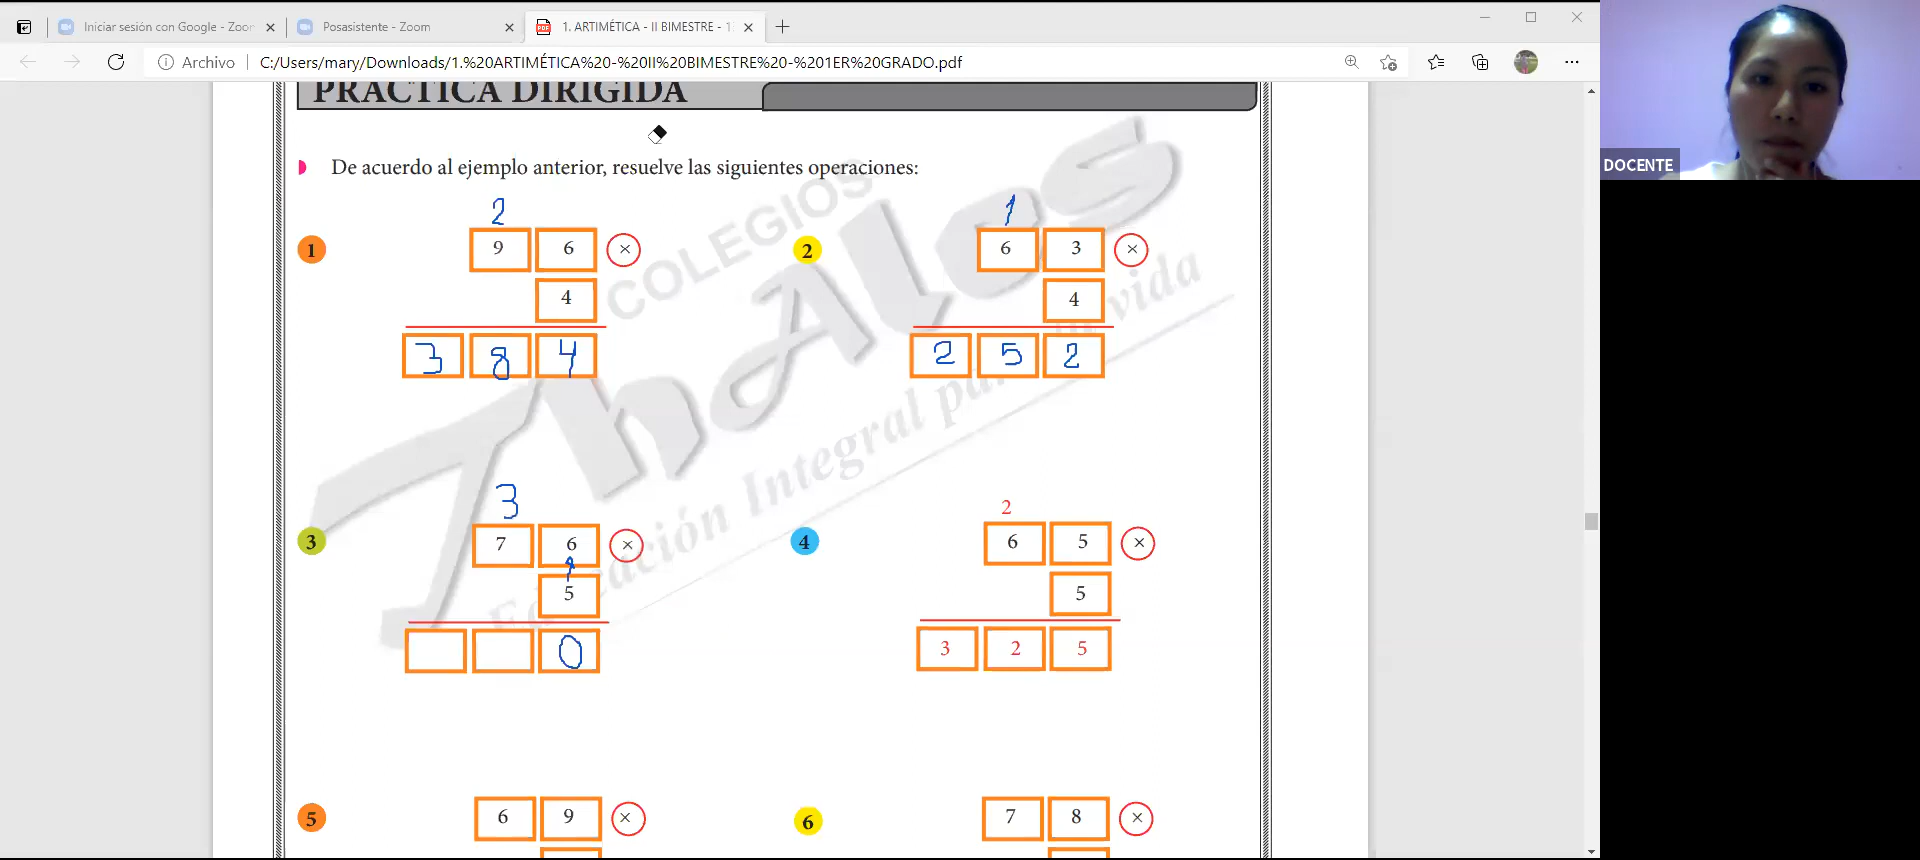 Iniciar sesión con Google - Zoo
Posasistente - Zoom
1. ARTIMÉTICA - II BIMESTRE - 1
Archivo
C:/Users/mary/Downloads/1.%20ARTIMÉTICA%20-%20II%20BIMESTRE%20-%201ER%20GRADO.pdf
PRÁCTICA DIRIGIDA
De acuerdo al ejemplo anterior, resuelve las siguientes operaciones:
DOCENTE
COLEGIOS
Thales
Educación Integral para la vida
1
2
9 6 ×
4
3 8 4
2
1
6 3 ×
4
2 5 2
3
3
7 6 ×
5
0
4
2
6 5 ×
5
3 2 5
5
6 9 ×
6
7 8 ×